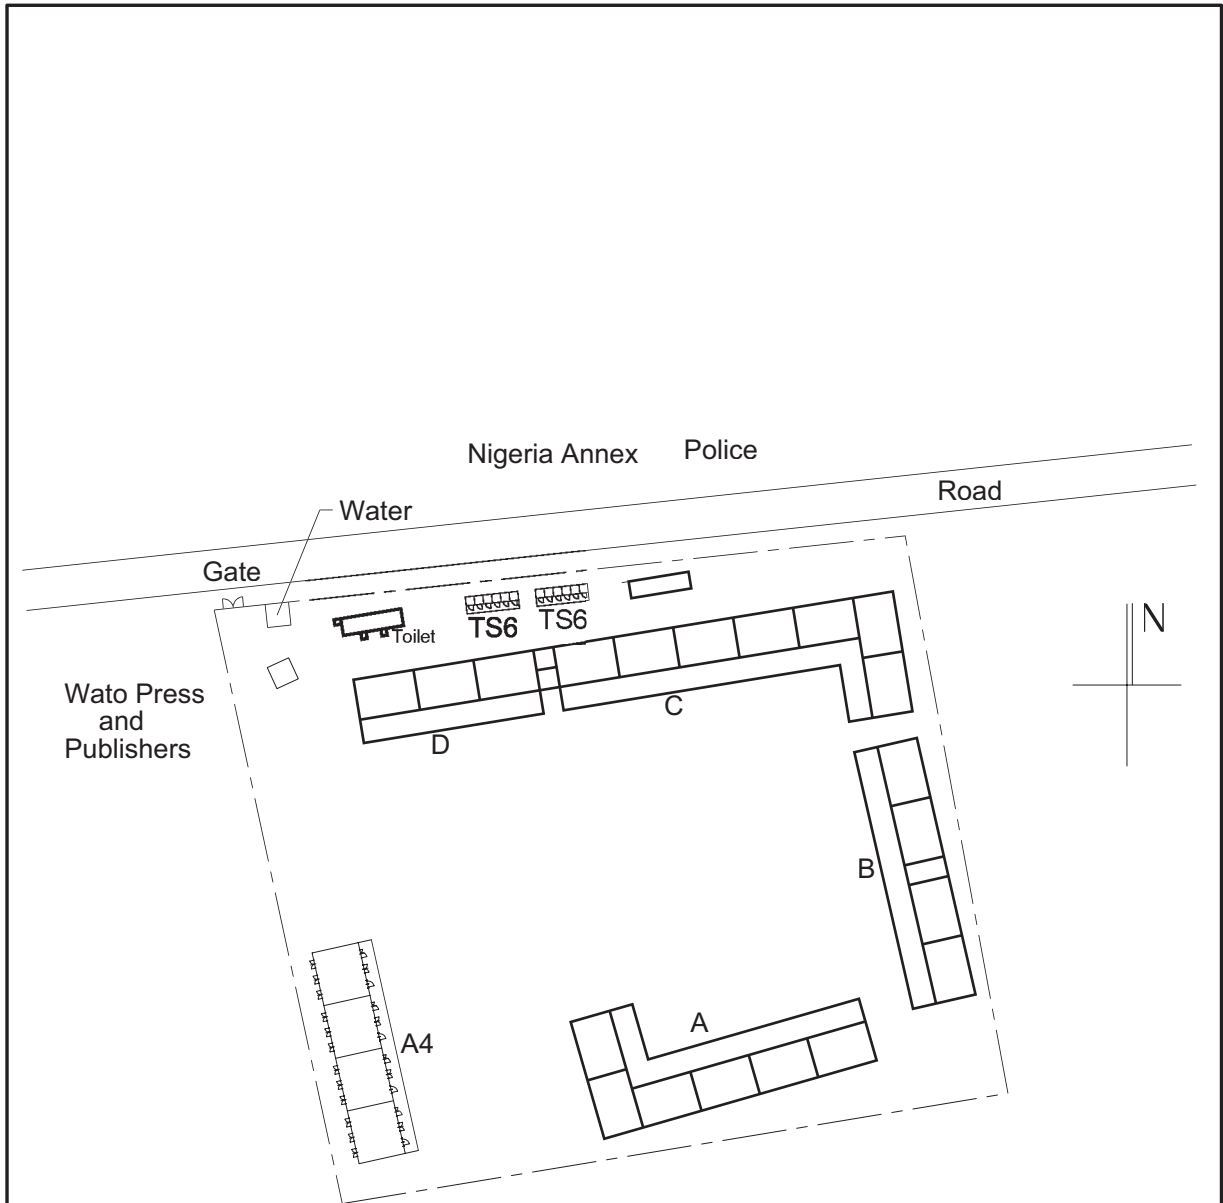 Nigeria Annex Police
Road
Water
Gate
Toilet
TS6
TS6
N
Wato Press
and
Publishers
C
D
B
A
A4